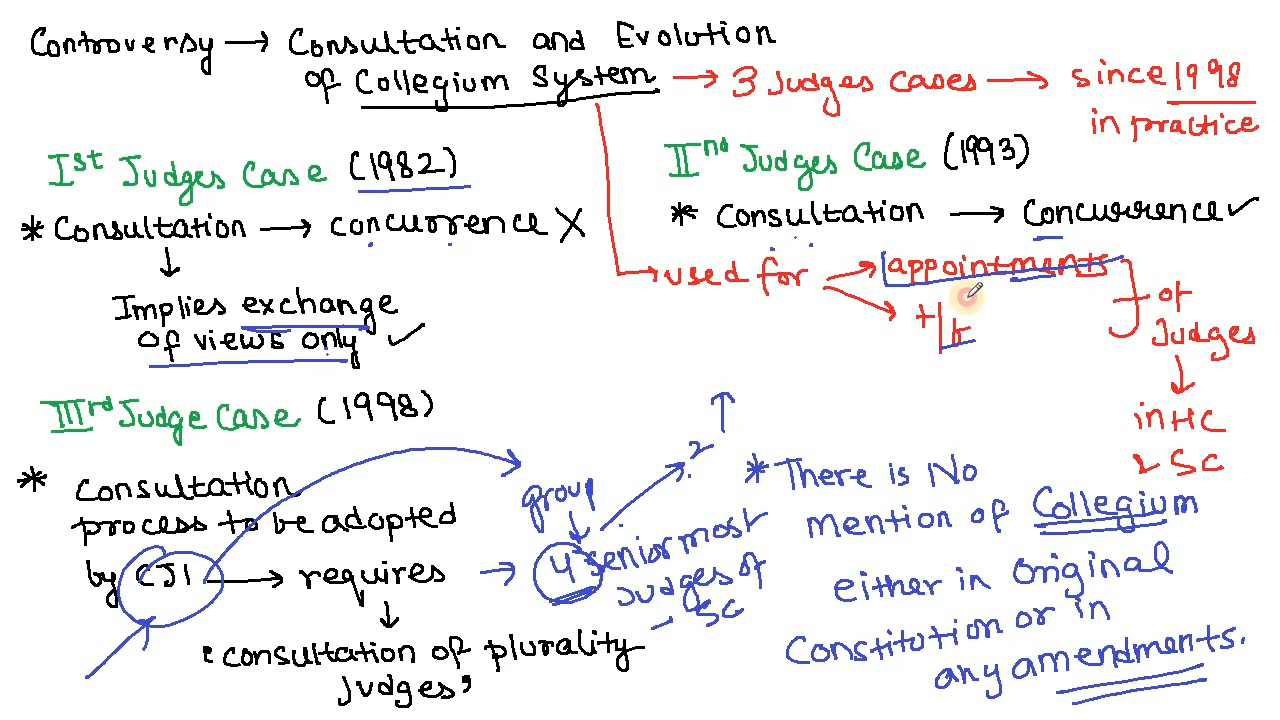 Controversy → Consultation and Evolution
of Collegium System → 3 Judges cases → since 1998
in practice
Ist Judges Case (1982)
* Consultation → concurrence X
↓
Implies exchange
of views only ✓
IInd Judges Case (1993)
* Consultation → Concurrence ✓
used for → appointments
→ +/
of
Judges
↓
in HC
& SC
IIIrd Judge Case (1998)
* consultation
process to be adopted
by CJI → requires → 4 senior most
group
↓
Judges of
SC
↓
'consultation of plurality
Judges'
2 ↑
* There is No
mention of Collegium
either in original
Constitution or in
any amendments.